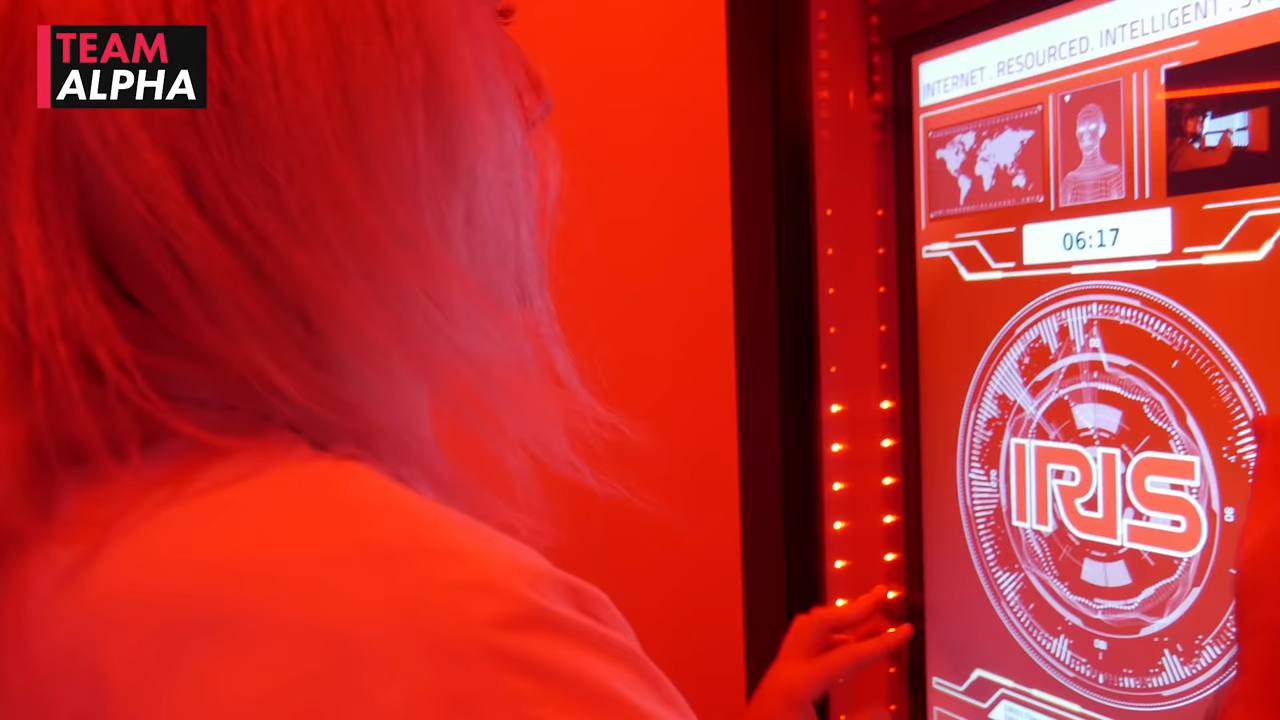 TEAM
ALPHA
INTERNET . RESOURCED. INTELLIGENT .
06:17
IRIS